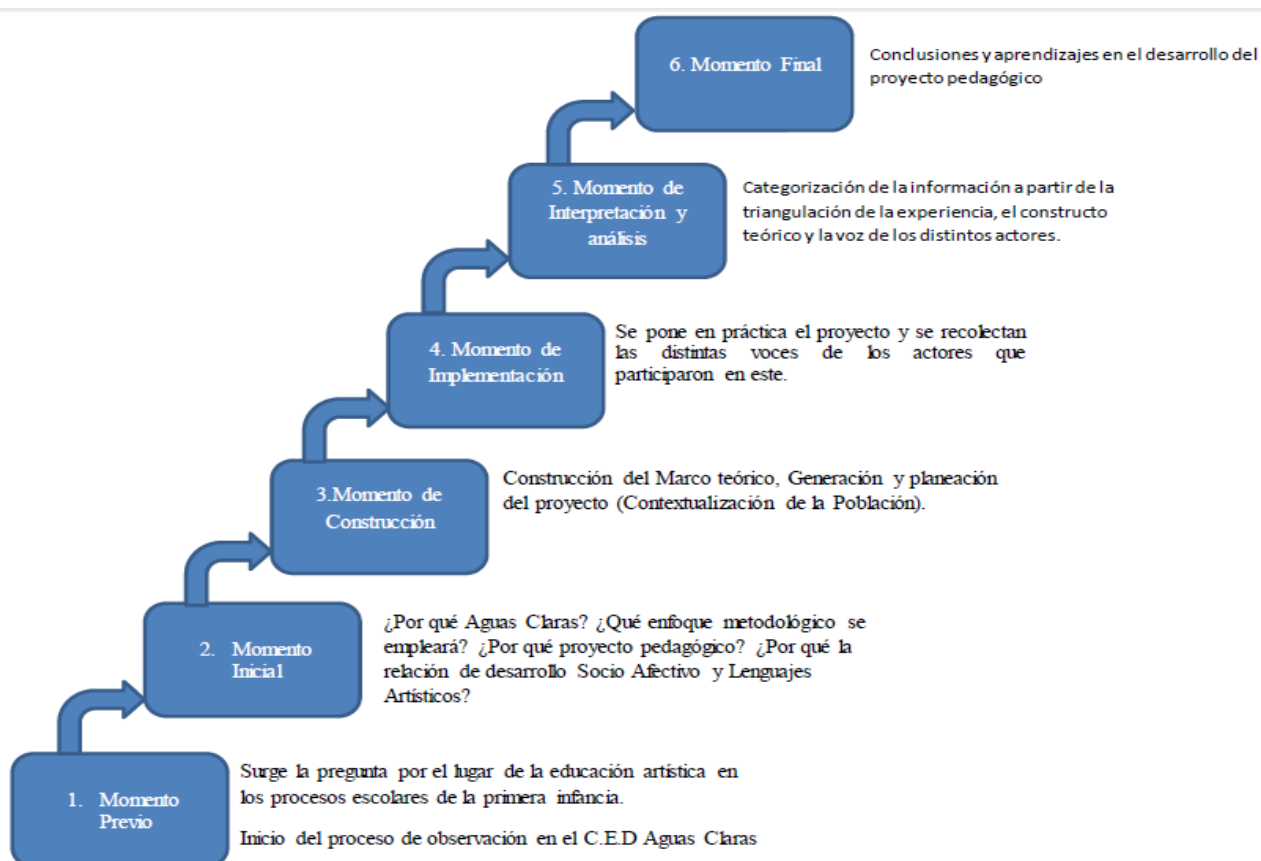 6. Momento Final
Conclusiones y aprendizajes en el desarrollo del
proyecto pedagógico
5. Momento de
Interpretación y
análisis
Categorización de la información a partir de la
triangulación de la experiencia, el constructo
teórico y la voz de los distintos actores.
4. Momento de
Implementación
Se pone en práctica el proyecto y se recolectan
las distintas voces de los actores que
participaron en este.
3.Momento de
Construcción
Construcción del Marco teórico, Generación y planeación
del proyecto (Contextualización de la Población).
2. Momento
Inicial
¿Por qué Aguas Claras? ¿Qué enfoque metodológico se
empleará? ¿Por qué proyecto pedagógico? ¿Por qué la
relación de desarrollo Socio Afectivo y Lenguajes
Artísticos?
1. Momento
Previo
Surge la pregunta por el lugar de la educación artística en
los procesos escolares de la primera infancia.
Inicio del proceso de observación en el C.E.D Aguas Claras